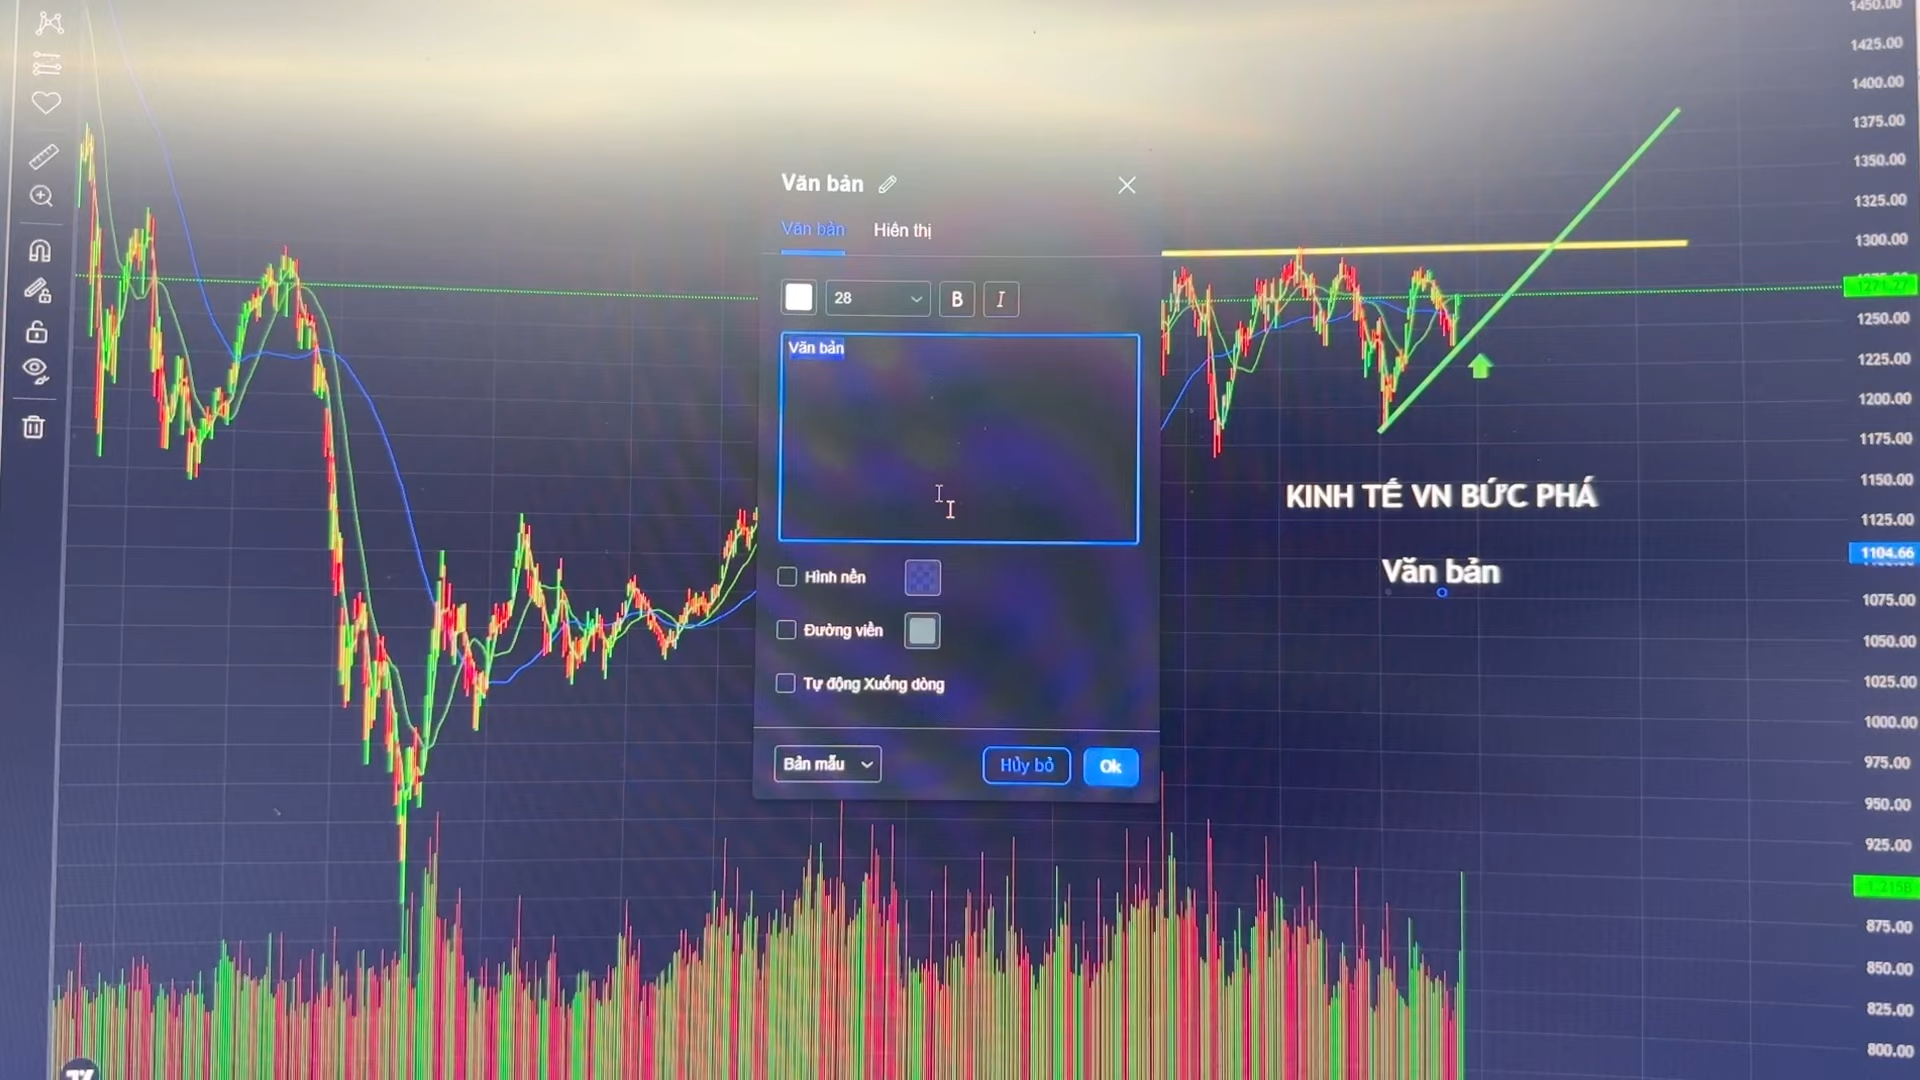 Văn bản
Văn bản Hiển thị
28 B I
Văn bản
Hình nền
Đường viền
Tự động Xuống dòng
Bản mẫu Hủy bỏ Ok
KINH TẾ VN BỨC PHÁ
Văn bản
1450.00
1425.00
1400.00
1375.00
1350.00
1325.00
1300.00
1271.27
1250.00
1225.00
1200.00
1175.00
1150.00
1125.00
1104.66
1075.00
1050.00
1025.00
1000.00
975.00
950.00
925.00
1.215B
875.00
850.00
825.00
800.00